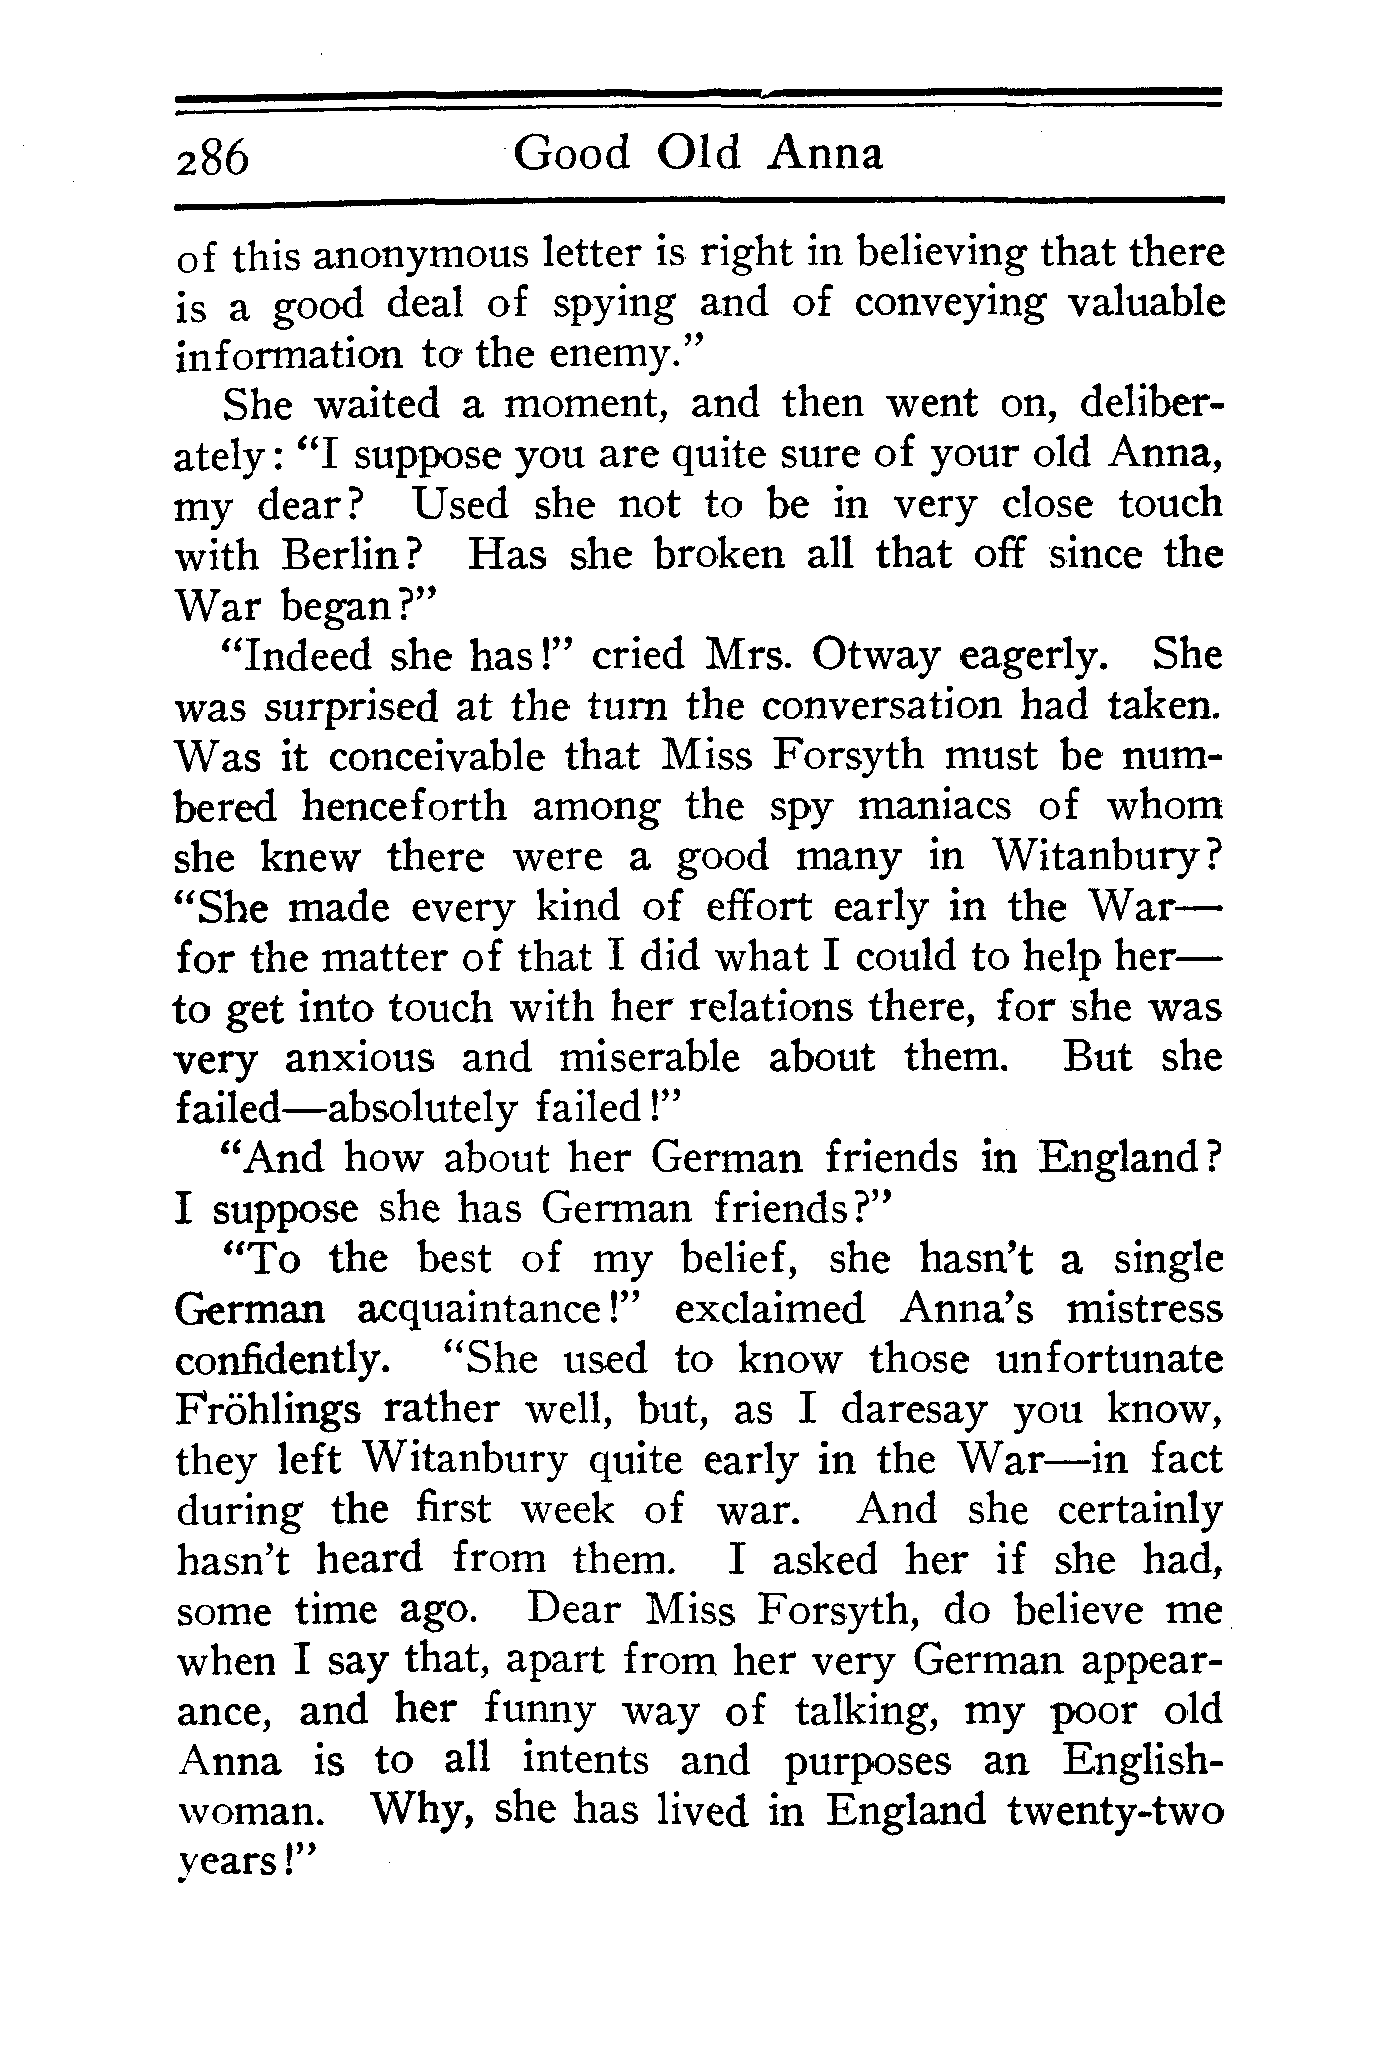 286 Good Old Anna
of this anonymous letter is right in believing that there
is a good deal of spying and of conveying valuable
information to the enemy.”
She waited a moment, and then went on, deliber-
ately: “I suppose you are quite sure of your old Anna,
my dear? Used she not to be in very close touch
with Berlin? Has she broken all that off since the
War began?”
“Indeed she has!” cried Mrs. Otway eagerly. She
was surprised at the turn the conversation had taken.
Was it conceivable that Miss Forsyth must be num-
bered henceforth among the spy maniacs of whom
she knew there were a good many in Witanbury?
“She made every kind of effort early in the War—
for the matter of that I did what I could to help her—
to get into touch with her relations there, for she was
very anxious and miserable about them. But she
failed—absolutely failed!”
“And how about her German friends in England?
I suppose she has German friends?”
“To the best of my belief, she hasn’t a single
German acquaintance!” exclaimed Anna’s mistress
confidently. “She used to know those unfortunate
Fröhlings rather well, but, as I daresay you know,
they left Witanbury quite early in the War—in fact
during the first week of war. And she certainly
hasn’t heard from them. I asked her if she had,
some time ago. Dear Miss Forsyth, do believe me
when I say that, apart from her very German appear-
ance, and her funny way of talking, my poor old
Anna is to all intents and purposes an English-
woman. Why, she has lived in England twenty-two
years!”